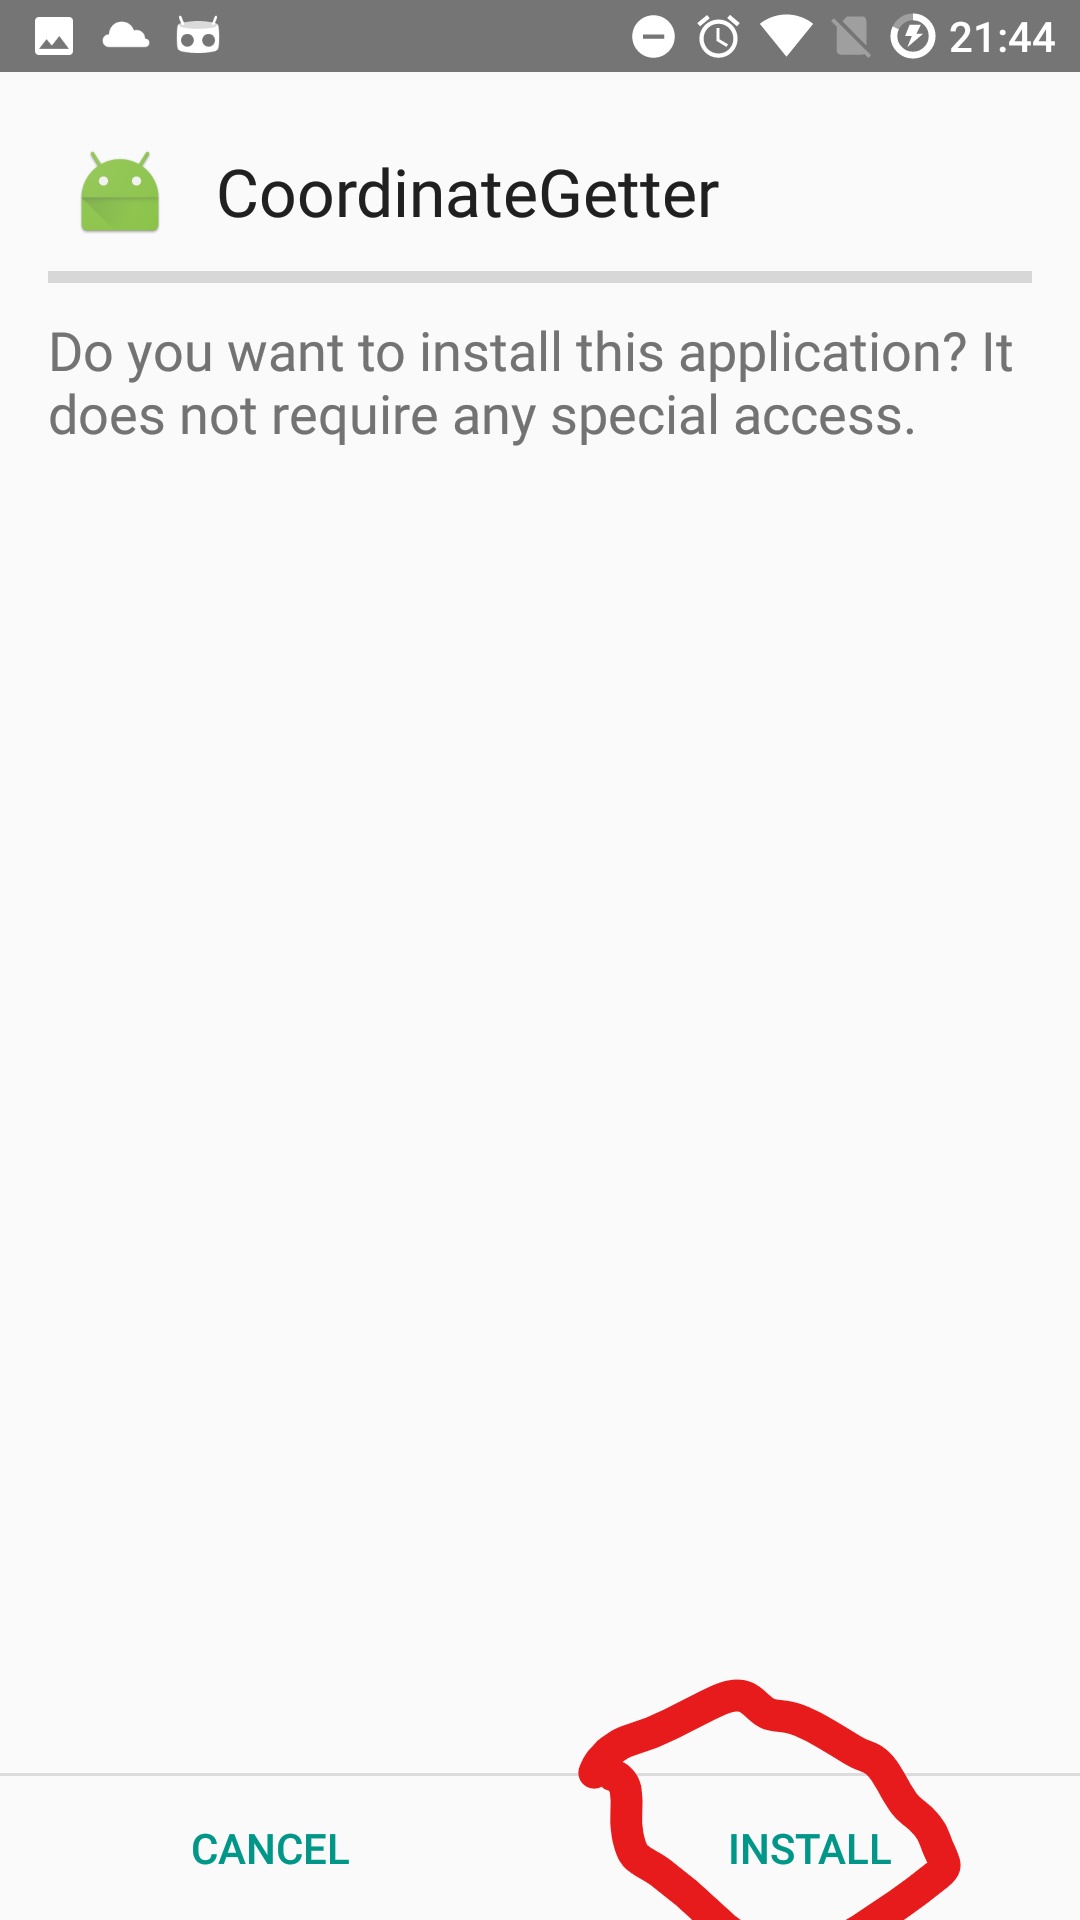 21:44
CoordinateGetter
Do you want to install this application? It
does not require any special access.
CANCEL
INSTALL